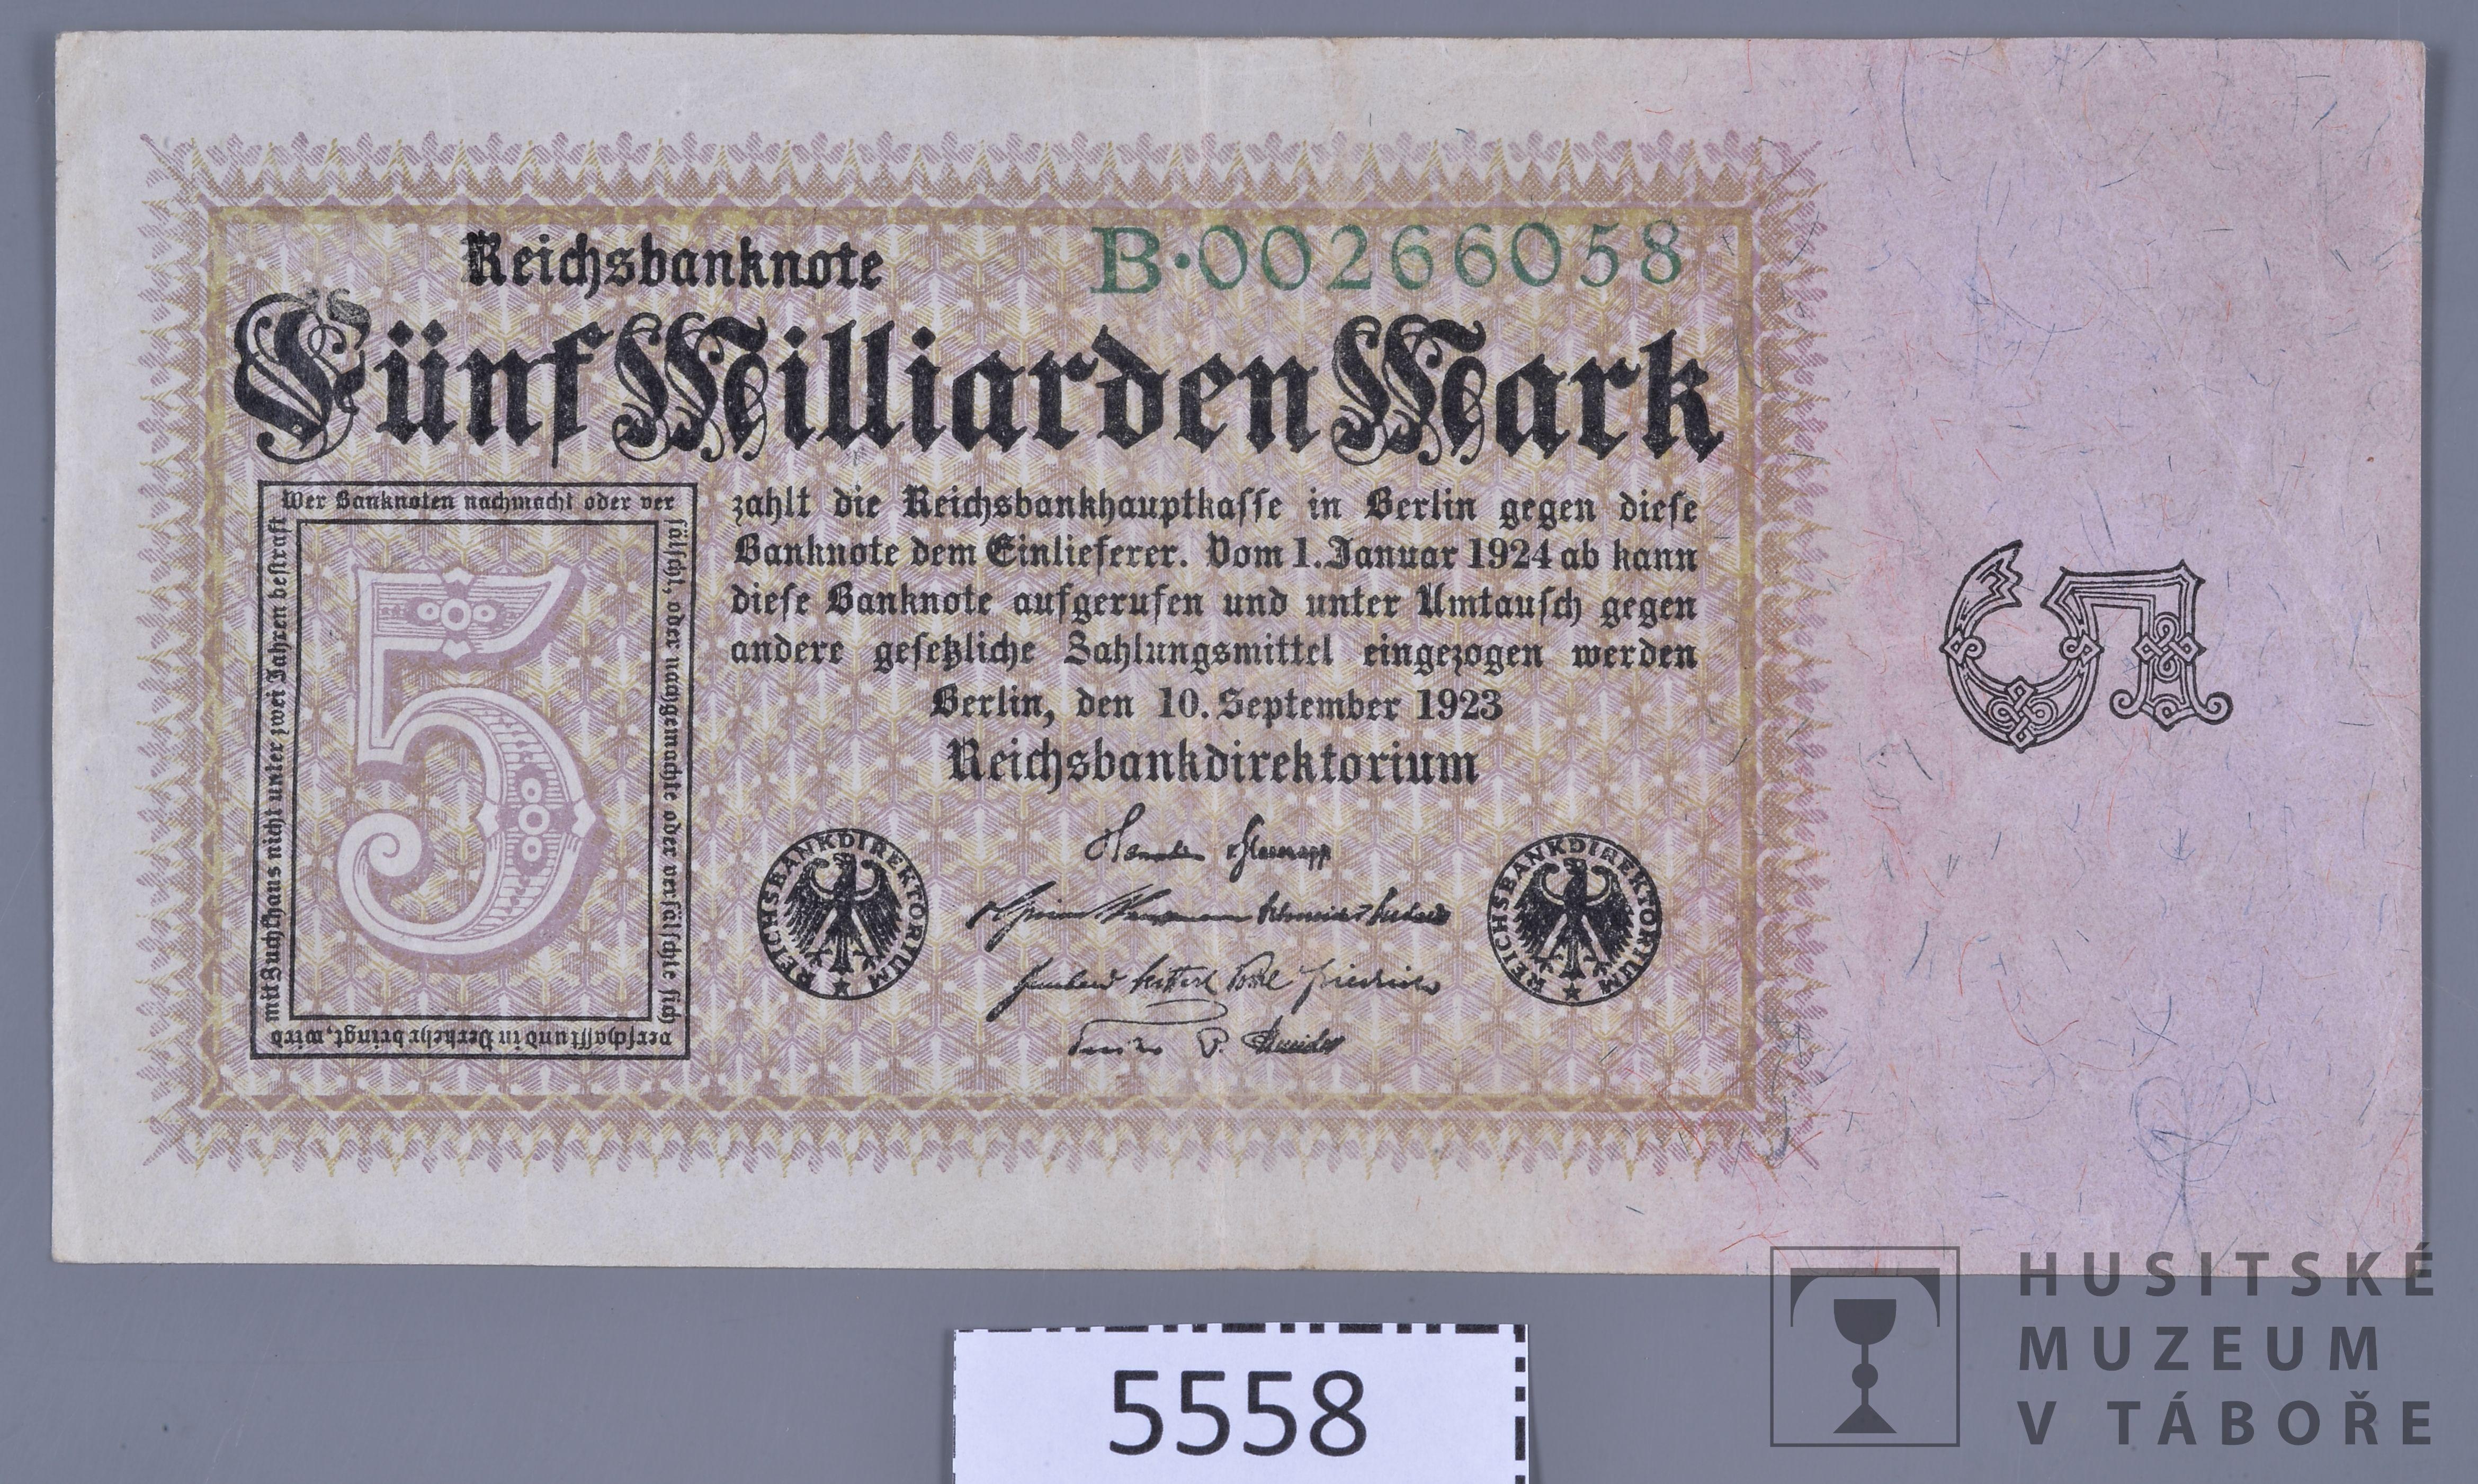 Reichsbanknote
B·00266058
Fünf Milliarden Mark
Wer Banknoten nachmacht oder ver
fälscht, oder nachgemachte oder verfälschte sich
verschafft und in Verkehr bringt, wird
mit Zuchthaus nicht unter zwei Jahren bestraft
5
zahlt die Reichsbankhauptkasse in Berlin gegen diese
Banknote dem Einlieferer. Vom 1. Januar 1924 ab kann
diese Banknote aufgerufen und unter Umtausch gegen
andere gesetzliche Zahlungsmittel eingezogen werden
Berlin, den 10. September 1923
Reichsbankdirektorium
REICHSBANKDIREKTORIUM
REICHSBANKDIREKTORIUM
5
5558
HUSITSKÉ
MUZEUM
V TÁBOŘE